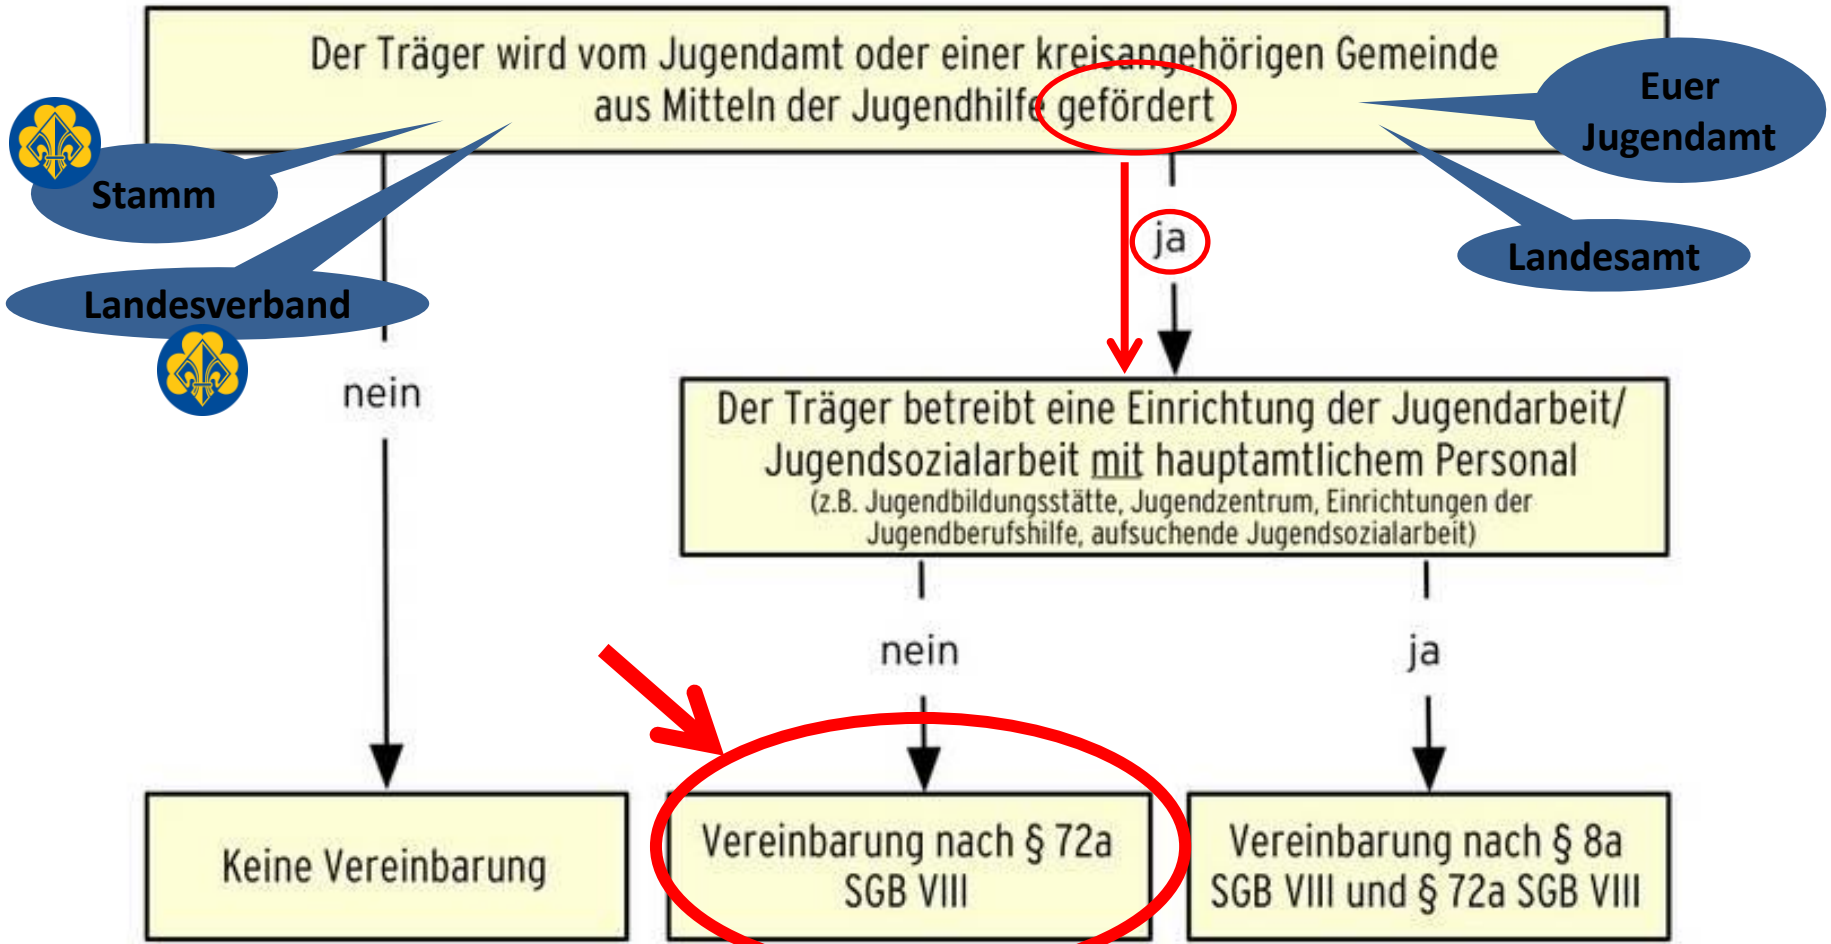 Der Träger wird vom Jugendamt oder einer kreisangehörigen Gemeinde
aus Mitteln der Jugendhilfe gefördert
Euer
Jugendamt
Stamm
ja
Landesamt
Landesverband
nein
Der Träger betreibt eine Einrichtung der Jugendarbeit/
Jugendsozialarbeit mit hauptamtlichem Personal
(z.B. Jugendbildungsstätte, Jugendzentrum, Einrichtungen der
Jugendberufshilfe, aufsuchende Jugendsozialarbeit)
nein
ja
Keine Vereinbarung
Vereinbarung nach § 72a
SGB VIII
Vereinbarung nach § 8a
SGB VIII und § 72a SGB VIII